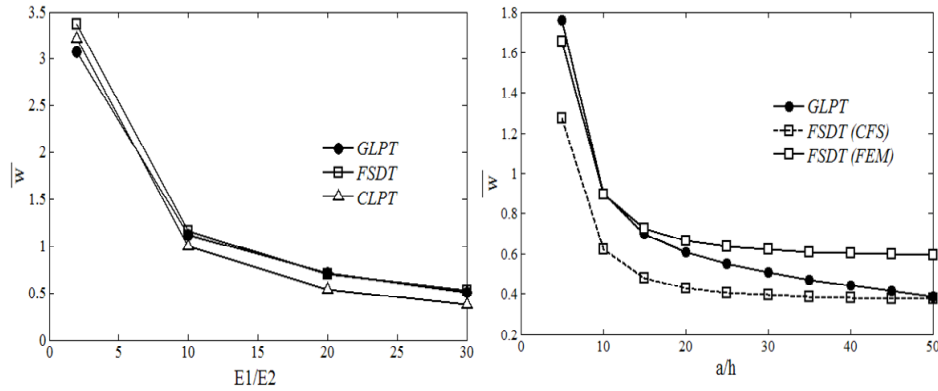 3.5
3
2.5
2
1.5
1
0.5
0
w
GLPT
FSDT
CLPT
0 5 10 15 20 25 30
E1/E2
1.8
1.6
1.4
1.2
1
0.8
0.6
0.4
0.2
w
GLPT
FSDT (CFS)
FSDT (FEM)
0 10 20 30 40 50
a/h